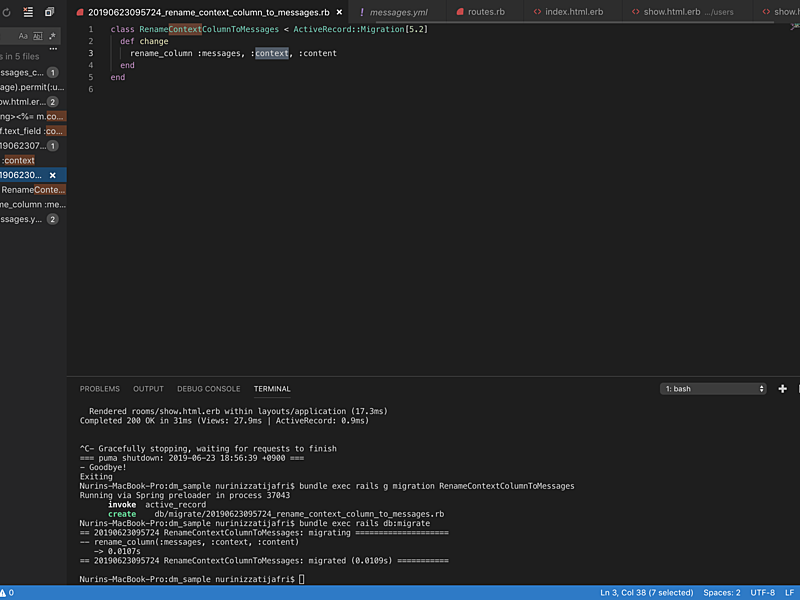 20190623095724_rename_context_column_to_messages.rb ×
! messages.yml
routes.rb
<> index.html.erb
<> show.html.erb .../users
<> show.h
Aa Abl .*
s in 5 files ...
ssages_c... 1
age).permit(:u...
ow.html.er... 2
ng><%= m.co...
f.text_field :co...
19062307... 1
:context
1906230... ×
RenameConte...
me_column :me...
ssages.y... 2
1 class RenameContextColumnToMessages < ActiveRecord::Migration[5.2]
2 def change
3 rename_column :messages, :context, :content
4 end
5 end
6
PROBLEMS OUTPUT DEBUG CONSOLE TERMINAL 1: bash +
Rendered rooms/show.html.erb within layouts/application (17.3ms)
Completed 200 OK in 31ms (Views: 27.9ms | ActiveRecord: 0.9ms)
^C- Gracefully stopping, waiting for requests to finish
=== puma shutdown: 2019-06-23 18:56:39 +0900 ===
- Goodbye!
Exiting
Nurins-MacBook-Pro:dm_sample nurinizzatijafri$ bundle exec rails g migration RenameContextColumnToMessages
Running via Spring preloader in process 37043
invoke active_record
create db/migrate/20190623095724_rename_context_column_to_messages.rb
Nurins-MacBook-Pro:dm_sample nurinizzatijafri$ bundle exec rails db:migrate
== 20190623095724 RenameContextColumnToMessages: migrating ====================
-- rename_column(:messages, :context, :content)
-> 0.0107s
== 20190623095724 RenameContextColumnToMessages: migrated (0.0109s) ===========
Nurins-MacBook-Pro:dm_sample nurinizzatijafri$
0 Ln 3, Col 38 (7 selected) Spaces: 2 UTF-8 LF